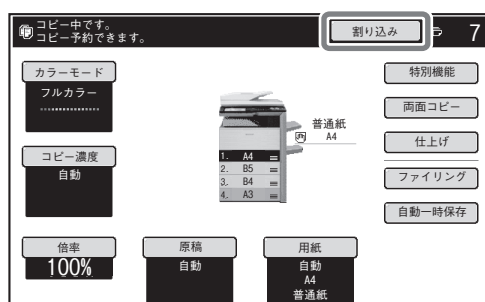 コピー中です。
コピー予約できます。
割り込み
7
カラーモード
フルカラー
コピー濃度
自動
倍率
100%
原稿
自動
用紙
自動
A4
普通紙
普通紙
A4
1. A4
2. B5
3. B4
4. A3
特別機能
両面コピー
仕上げ
ファイリング
自動一時保存